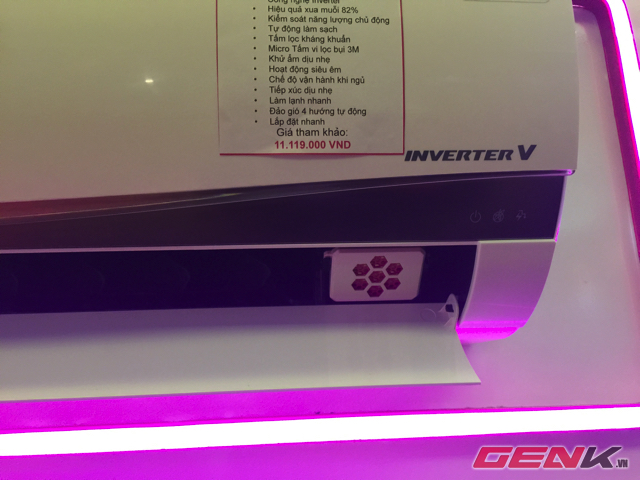 Công nghệ Inverter
• Hiệu quả xua muỗi 82%
• Kiểm soát năng lượng chủ động
• Tự động làm sạch
• Tấm lọc kháng khuẩn
• Micro Tấm vi lọc bụi 3M
• Khử ẩm dịu nhẹ
• Hoạt động siêu êm
• Chế độ vận hành khi ngủ
• Tiếp xúc dịu nhẹ
• Làm lạnh nhanh
• Đảo gió 4 hướng tự động
• Lắp đặt nhanh
Giá tham khảo:
11.119.000 VND
INVERTER V
GENK.VN